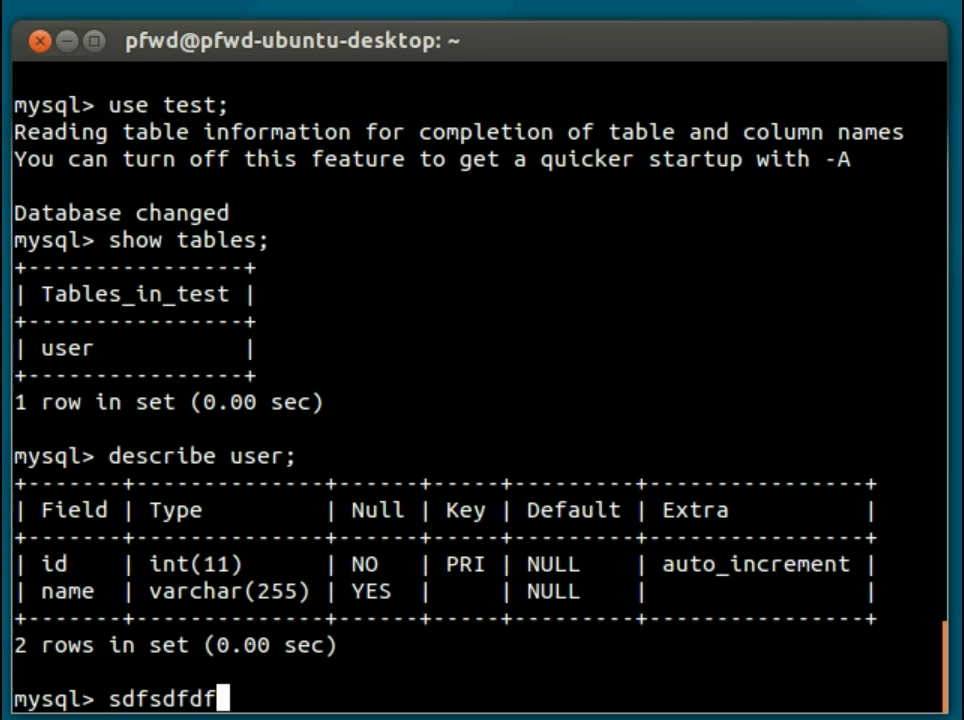 pfwd@pfwd-ubuntu-desktop: ~
mysql> use test;
Reading table information for completion of table and column names
You can turn off this feature to get a quicker startup with -A
Database changed
mysql> show tables;
+----------------+
| Tables_in_test |
+----------------+
| user           |
+----------------+
1 row in set (0.00 sec)
mysql> describe user;
+-------+--------------+------+-----+---------+----------------+
| Field | Type         | Null | Key | Default | Extra          |
+-------+--------------+------+-----+---------+----------------+
| id    | int(11)      | NO   | PRI | NULL    | auto_increment |
| name  | varchar(255) | YES  |     | NULL    |                |
+-------+--------------+------+-----+---------+----------------+
2 rows in set (0.00 sec)
mysql> sdfsdfdf